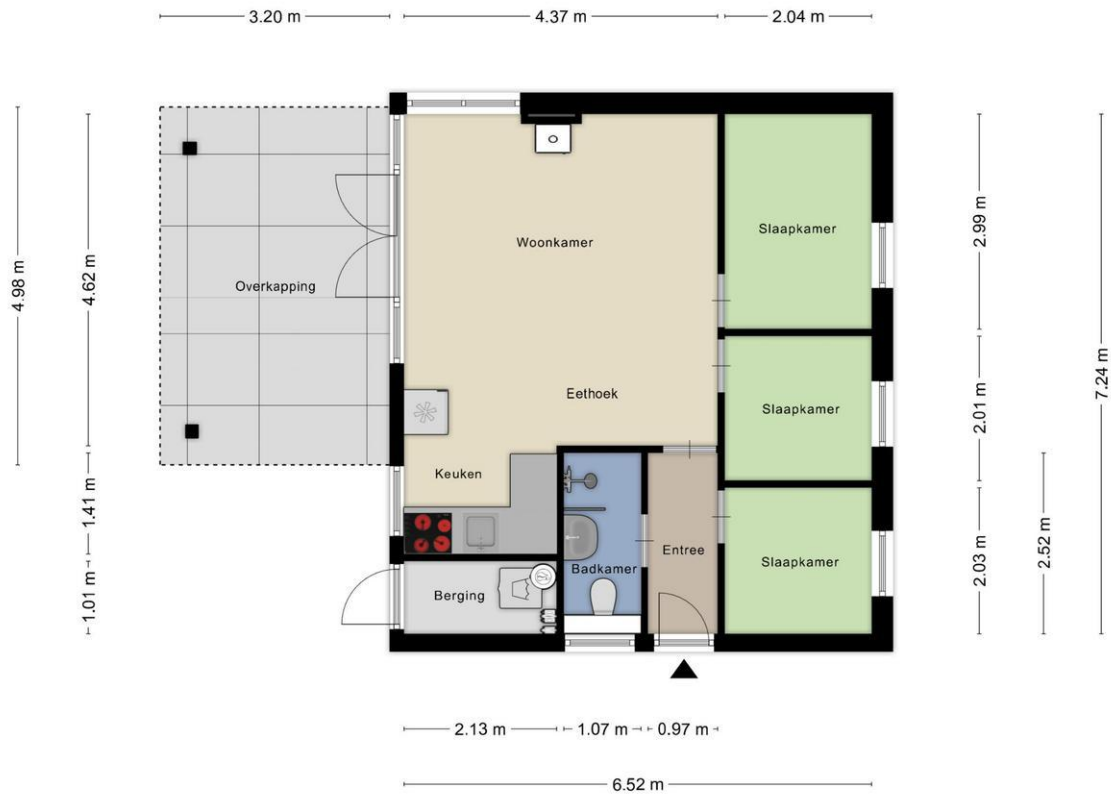 3.20 m
4.37 m
2.04 m
Woonkamer
Slaapkamer
Overkapping
Eethoek
Slaapkamer
Keuken
Entree
Slaapkamer
Badkamer
Berging
4.98 m
4.62 m
1.41 m
1.01 m
2.99 m
2.01 m
2.03 m
2.52 m
7.24 m
2.13 m
1.07 m
0.97 m
6.52 m